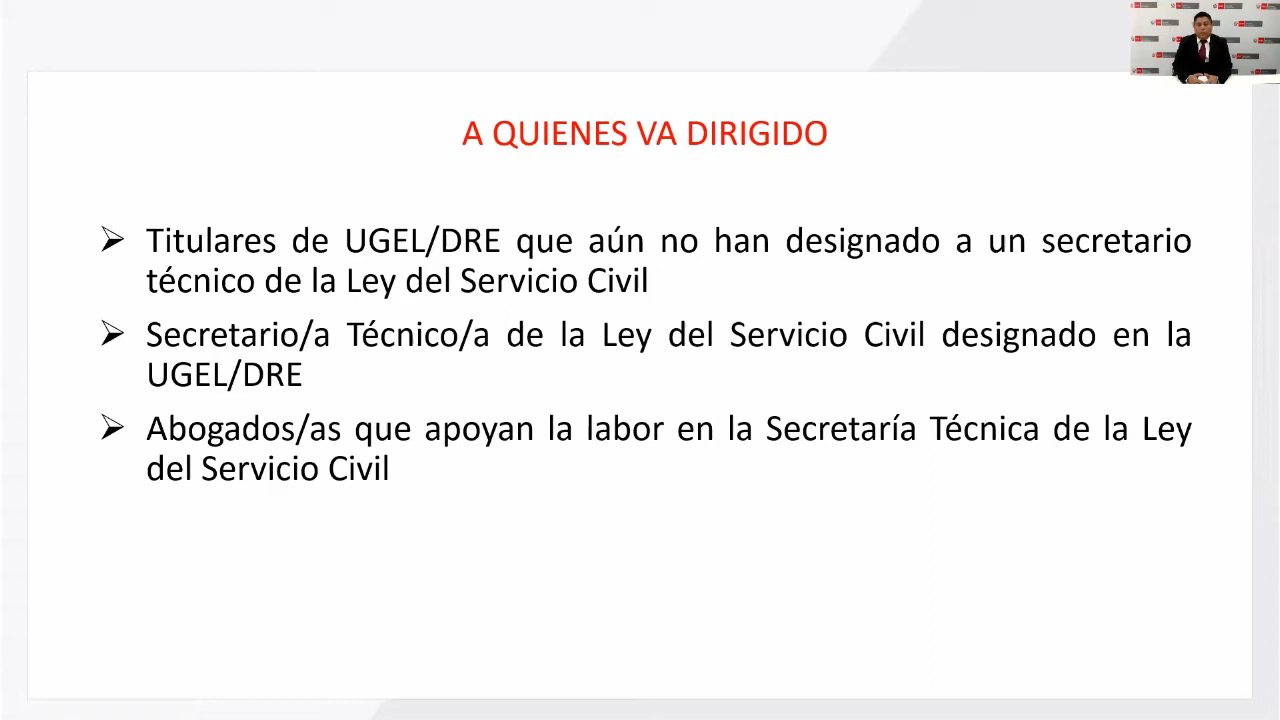 A QUIENES VA DIRIGIDO
Titulares de UGEL/DRE que aún no han designado a un secretario
técnico de la Ley del Servicio Civil
Secretario/a Técnico/a de la Ley del Servicio Civil designado en la
UGEL/DRE
Abogados/as que apoyan la labor en la Secretaría Técnica de la Ley
del Servicio Civil